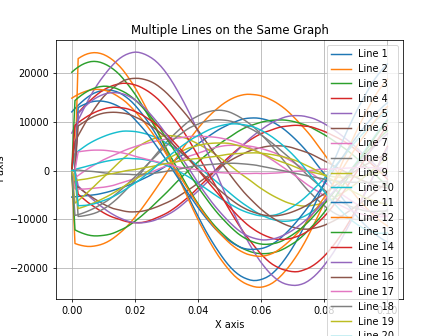 Multiple Lines on the Same Graph
20000
10000
0
−10000
−20000
0.00
0.02
0.04
0.06
X axis
Line 1
Line 2
Line 3
Line 4
Line 5
Line 6
Line 7
Line 8
Line 9
Line 10
Line 11
Line 12
Line 13
Line 14
Line 15
Line 16
Line 17
Line 18
Line 19
Line 20